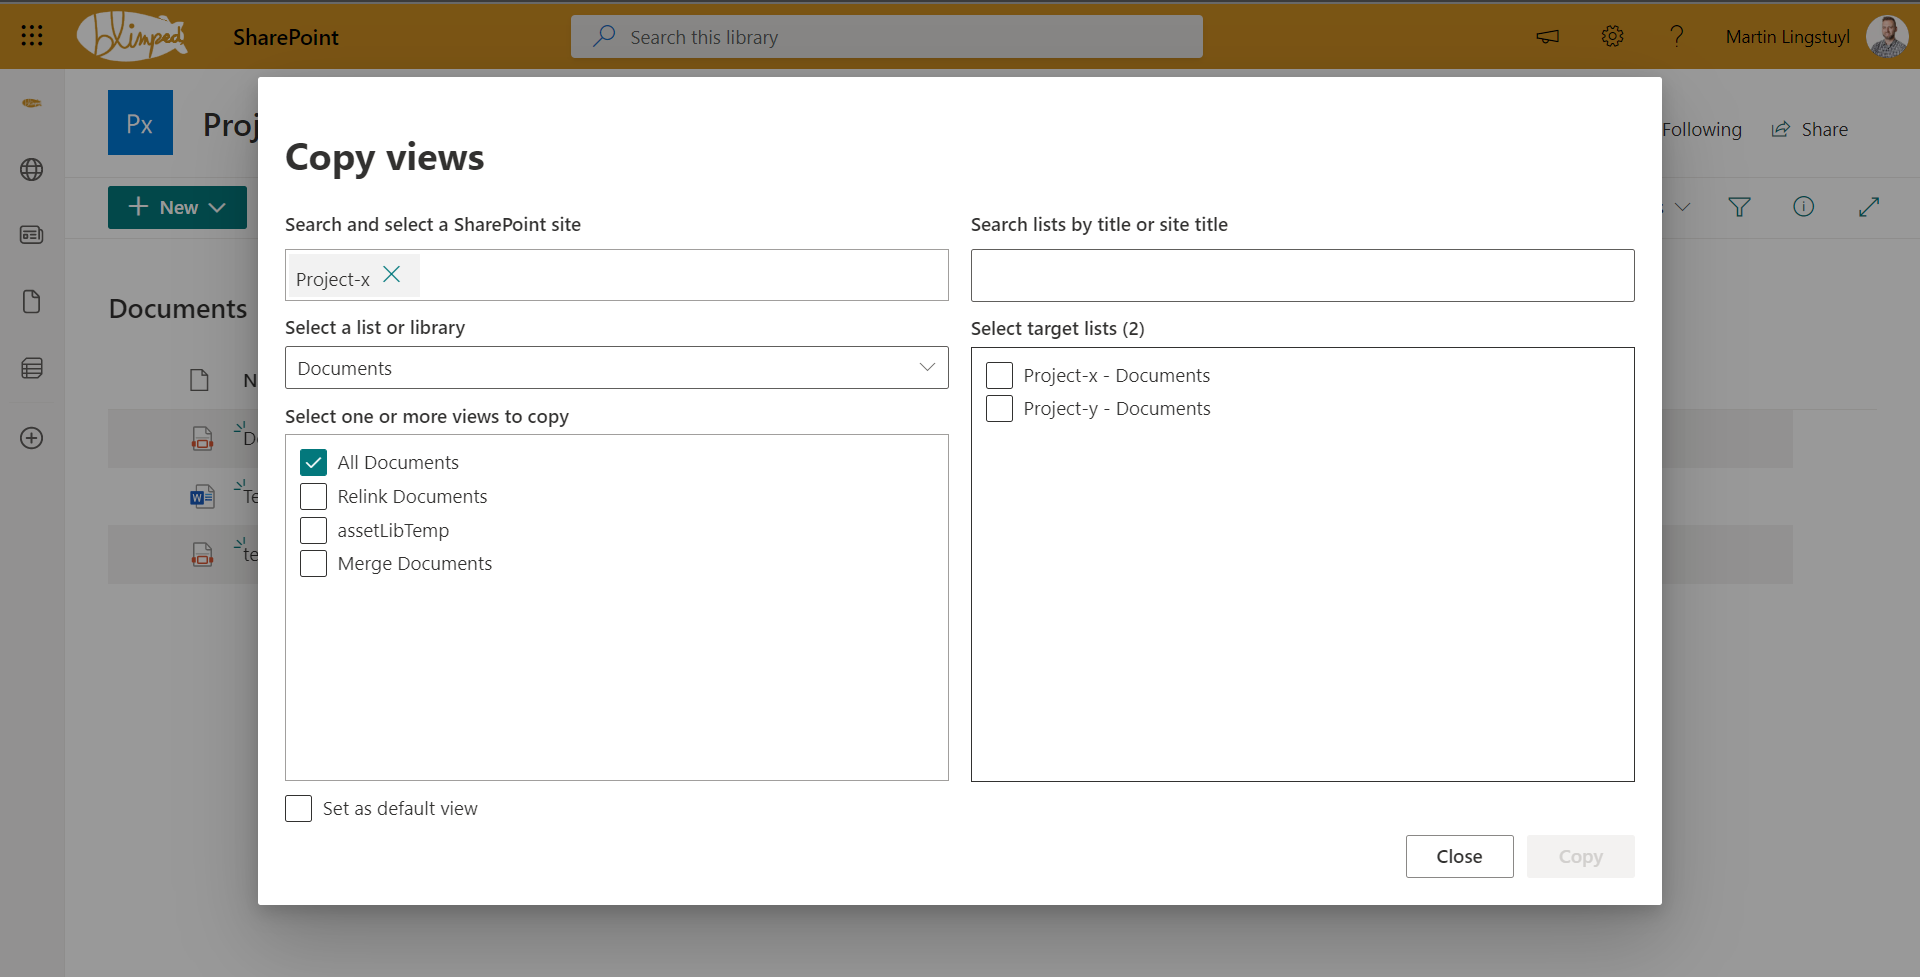 blimped
SharePoint
Search this library
Martin Lingstuyl
Px
Proj
Following
Share
New
Documents
N
D
Te
te
Copy views
Search and select a SharePoint site
Project-x
Select a list or library
Documents
Select one or more views to copy
All Documents
Relink Documents
assetLibTemp
Merge Documents
Set as default view
Search lists by title or site title
Select target lists (2)
Project-x - Documents
Project-y - Documents
Close
Copy